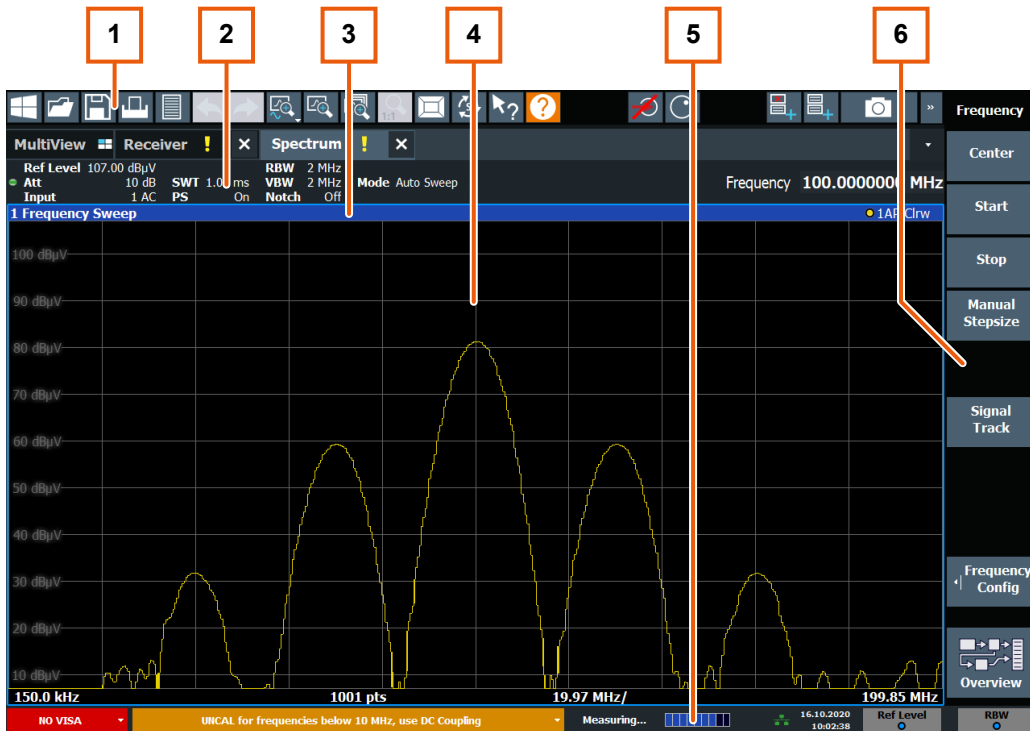 1 2 3 4 5 6
1:1 S ? ? » Frequency
MultiView Receiver ! X Spectrum ! X
Center
Ref Level 107.00 dBµV RBW 2 MHz
Att 10 dB SWT ms VBW 2 MHz Mode Auto Sweep Frequency 100.0000000 MHz
Input 1 AC PS On Notch Off
Start
1 Frequency Sweep 1AP Clrw
100 dBµV
Stop
90 dBµV
Manual
Stepsize
80 dBµV
70 dBµV
Signal
Track
60 dBµV
50 dBµV
40 dBµV
30 dBµV
Frequency
Config
20 dBµV
10 dBµV
Overview
150.0 kHz 1001 pts 19.97 MHz/ 199.85 MHz
NO VISA UNCAL for frequencies below 10 MHz, use DC Coupling Measuring... 16.10.2020 Ref Level RBW
10:02:38